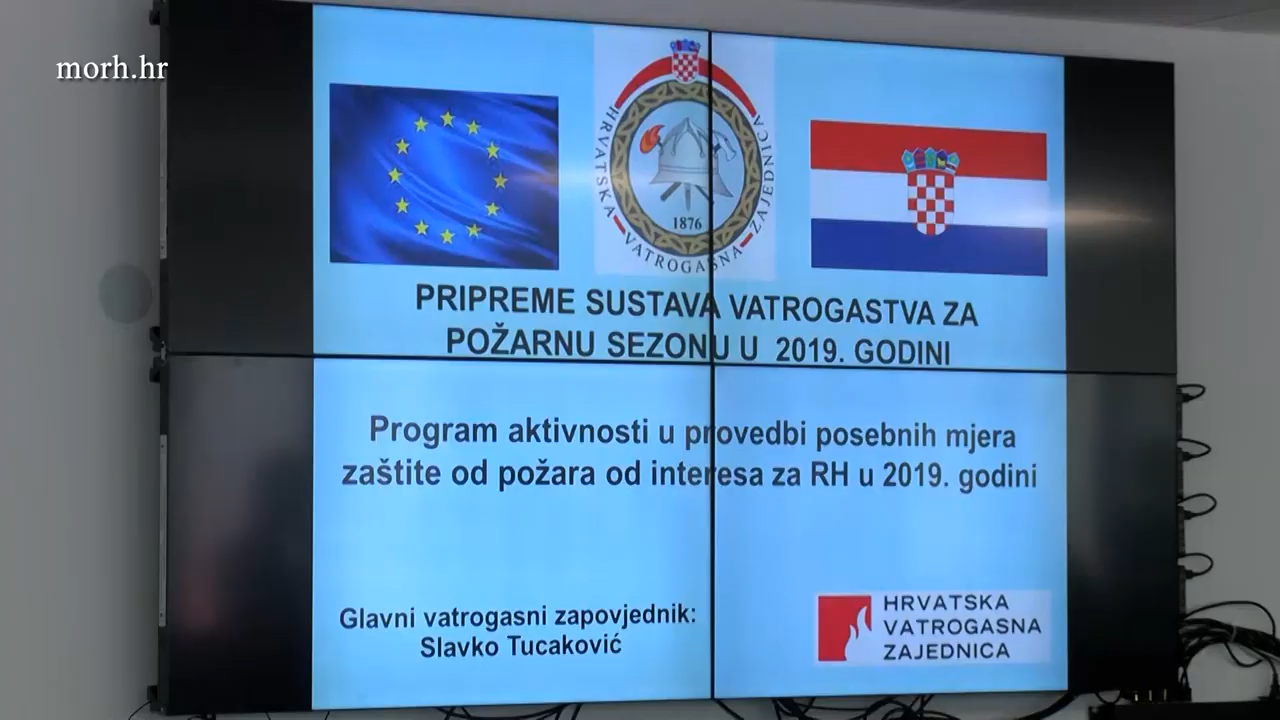 morh.hr
HRVATSKA VATROGASNA ZAJEDNICA
1876
PRIPREME SUSTAVA VATROGASTVA ZA
POŽARNU SEZONU U 2019. GODINI
Program aktivnosti u provedbi posebnih mjera
zaštite od požara od interesa za RH u 2019. godini
Glavni vatrogasni zapovjednik:
Slavko Tucaković
HRVATSKA
VATROGASNA
ZAJEDNICA